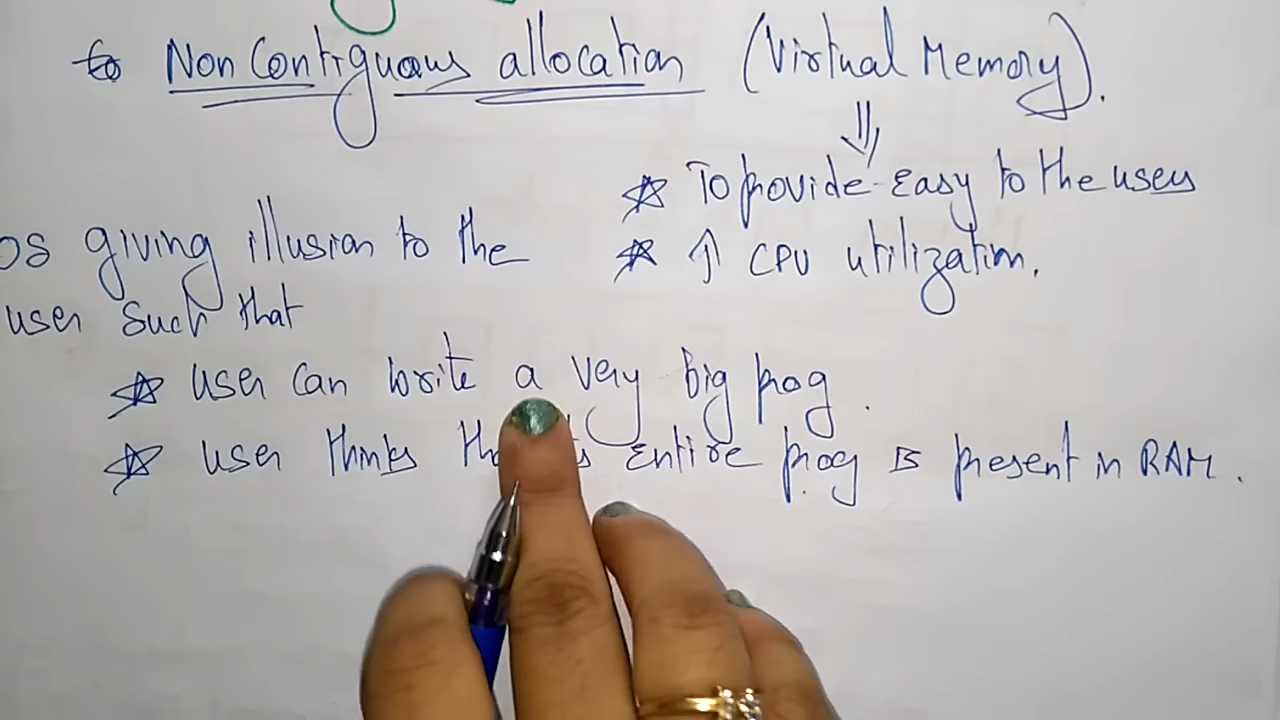 Non Contiguous allocation (Virtual Memory).
⇓
☆ To provide easy to the users
☆ ↑ CPU utilization.
OS giving illusion to the
user such that
☆ user can write a very big prog.
☆ user thinks entire prog is present in RAM.